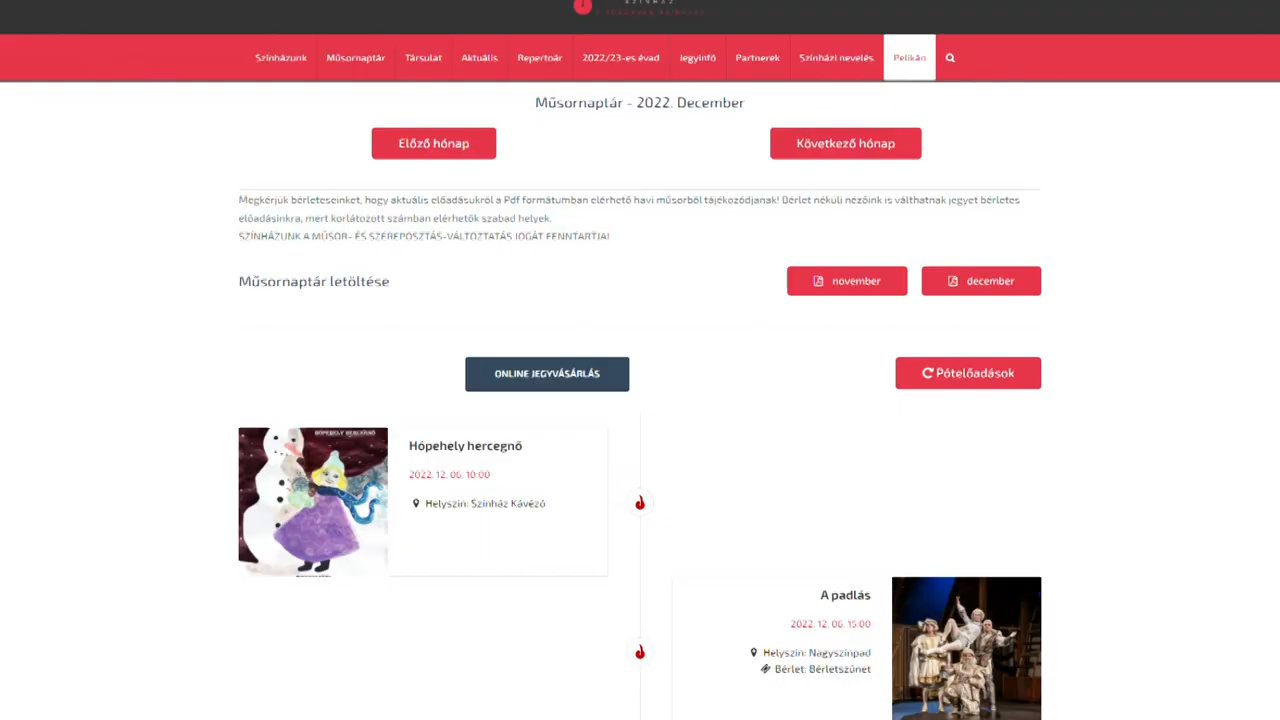 Színházunk Műsornaptár Társulat Aktuális Repertoár 2022/23-es évad Jegyinfó Partnerek Színházi nevelés Pelikán
Műsornaptár - 2022. December
Előző hónap
Következő hónap
Megkérjük bérleteseinket, hogy aktuális előadásukról a Pdf formátumban elérhető havi műsorból tájékozódjanak! Bérlet nélküli nézőink is válthatnak jegyet bérletes
előadásinkra, mert korlátozott számban elérhetők szabad helyek.
SZÍNHÁZUNK A MŰSOR- ÉS SZEREPOSZTÁS-VÁLTOZTATÁS JOGÁT FENNTARTJA!
Műsornaptár letöltése
november
december
ONLINE JEGYVÁSÁRLÁS
Pótelőadások
HÓPEHELY HERCEGNŐ
Hópehely hercegnő
2022. 12. 06. 10:00
Helyszín: Színház Kávézó
A padlás
2022. 12. 06. 15:00
Helyszín: Nagyszínpad
Bérlet: Bérletszünet